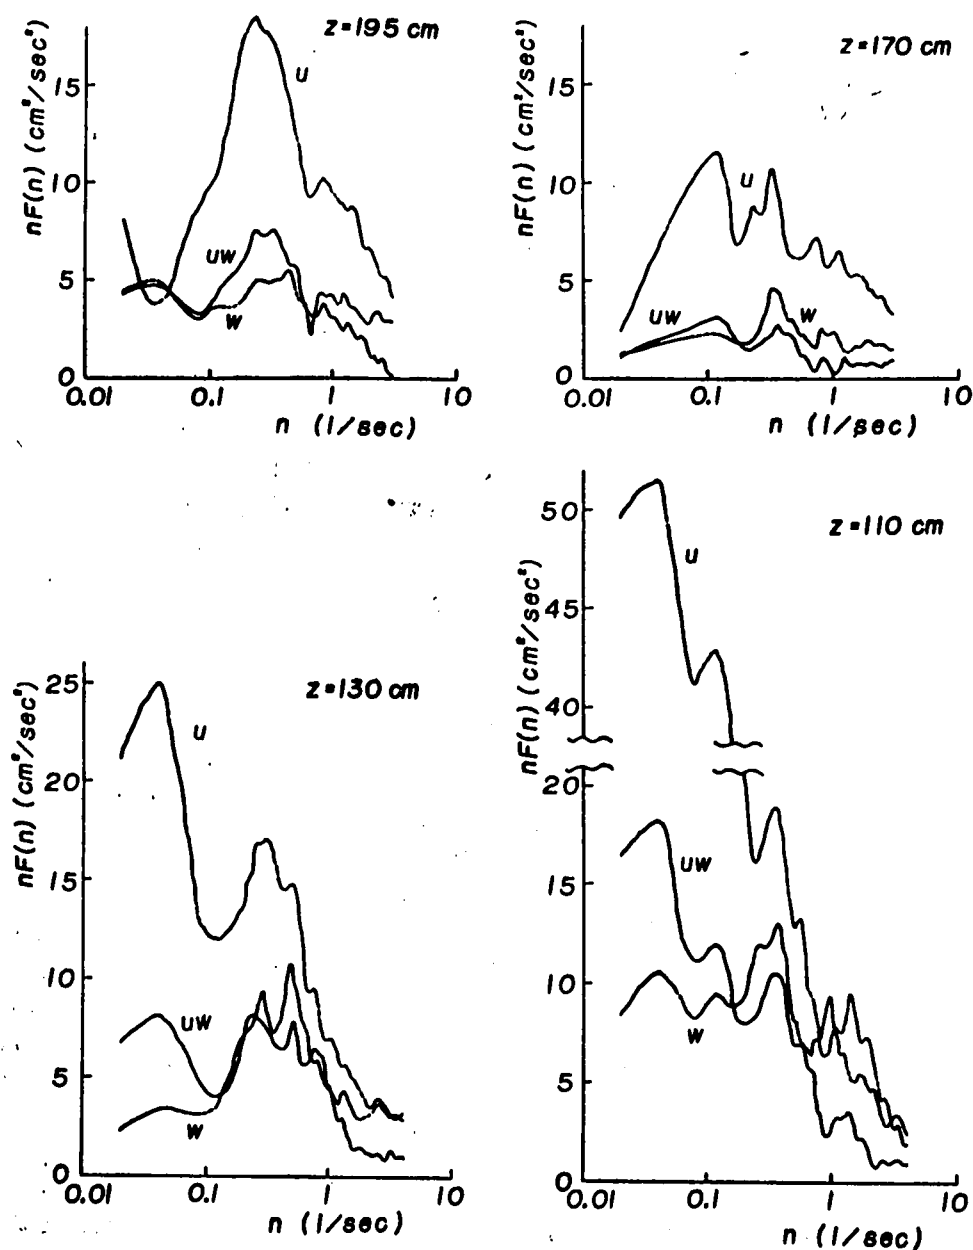 z=195 cm
nF(n) (cm²/sec²)
15
10
5
0
u
uw
w
0.01 0.1 1 10
n (1/sec)
z=170 cm
nF(n) (cm²/sec²)
15
10
5
0
u
uw
w
0.01 0.1 1 10
n (1/sec)
z=130 cm
nF(n) (cm²/sec²)
25
20
15
10
5
0
u
uw
w
0.01 0.1 1 10
n (1/sec)
z=110 cm
nF(n) (cm²/sec²)
50
45
40
20
15
10
5
0
u
uw
w
0.01 0.1 1 10
n (1/sec)